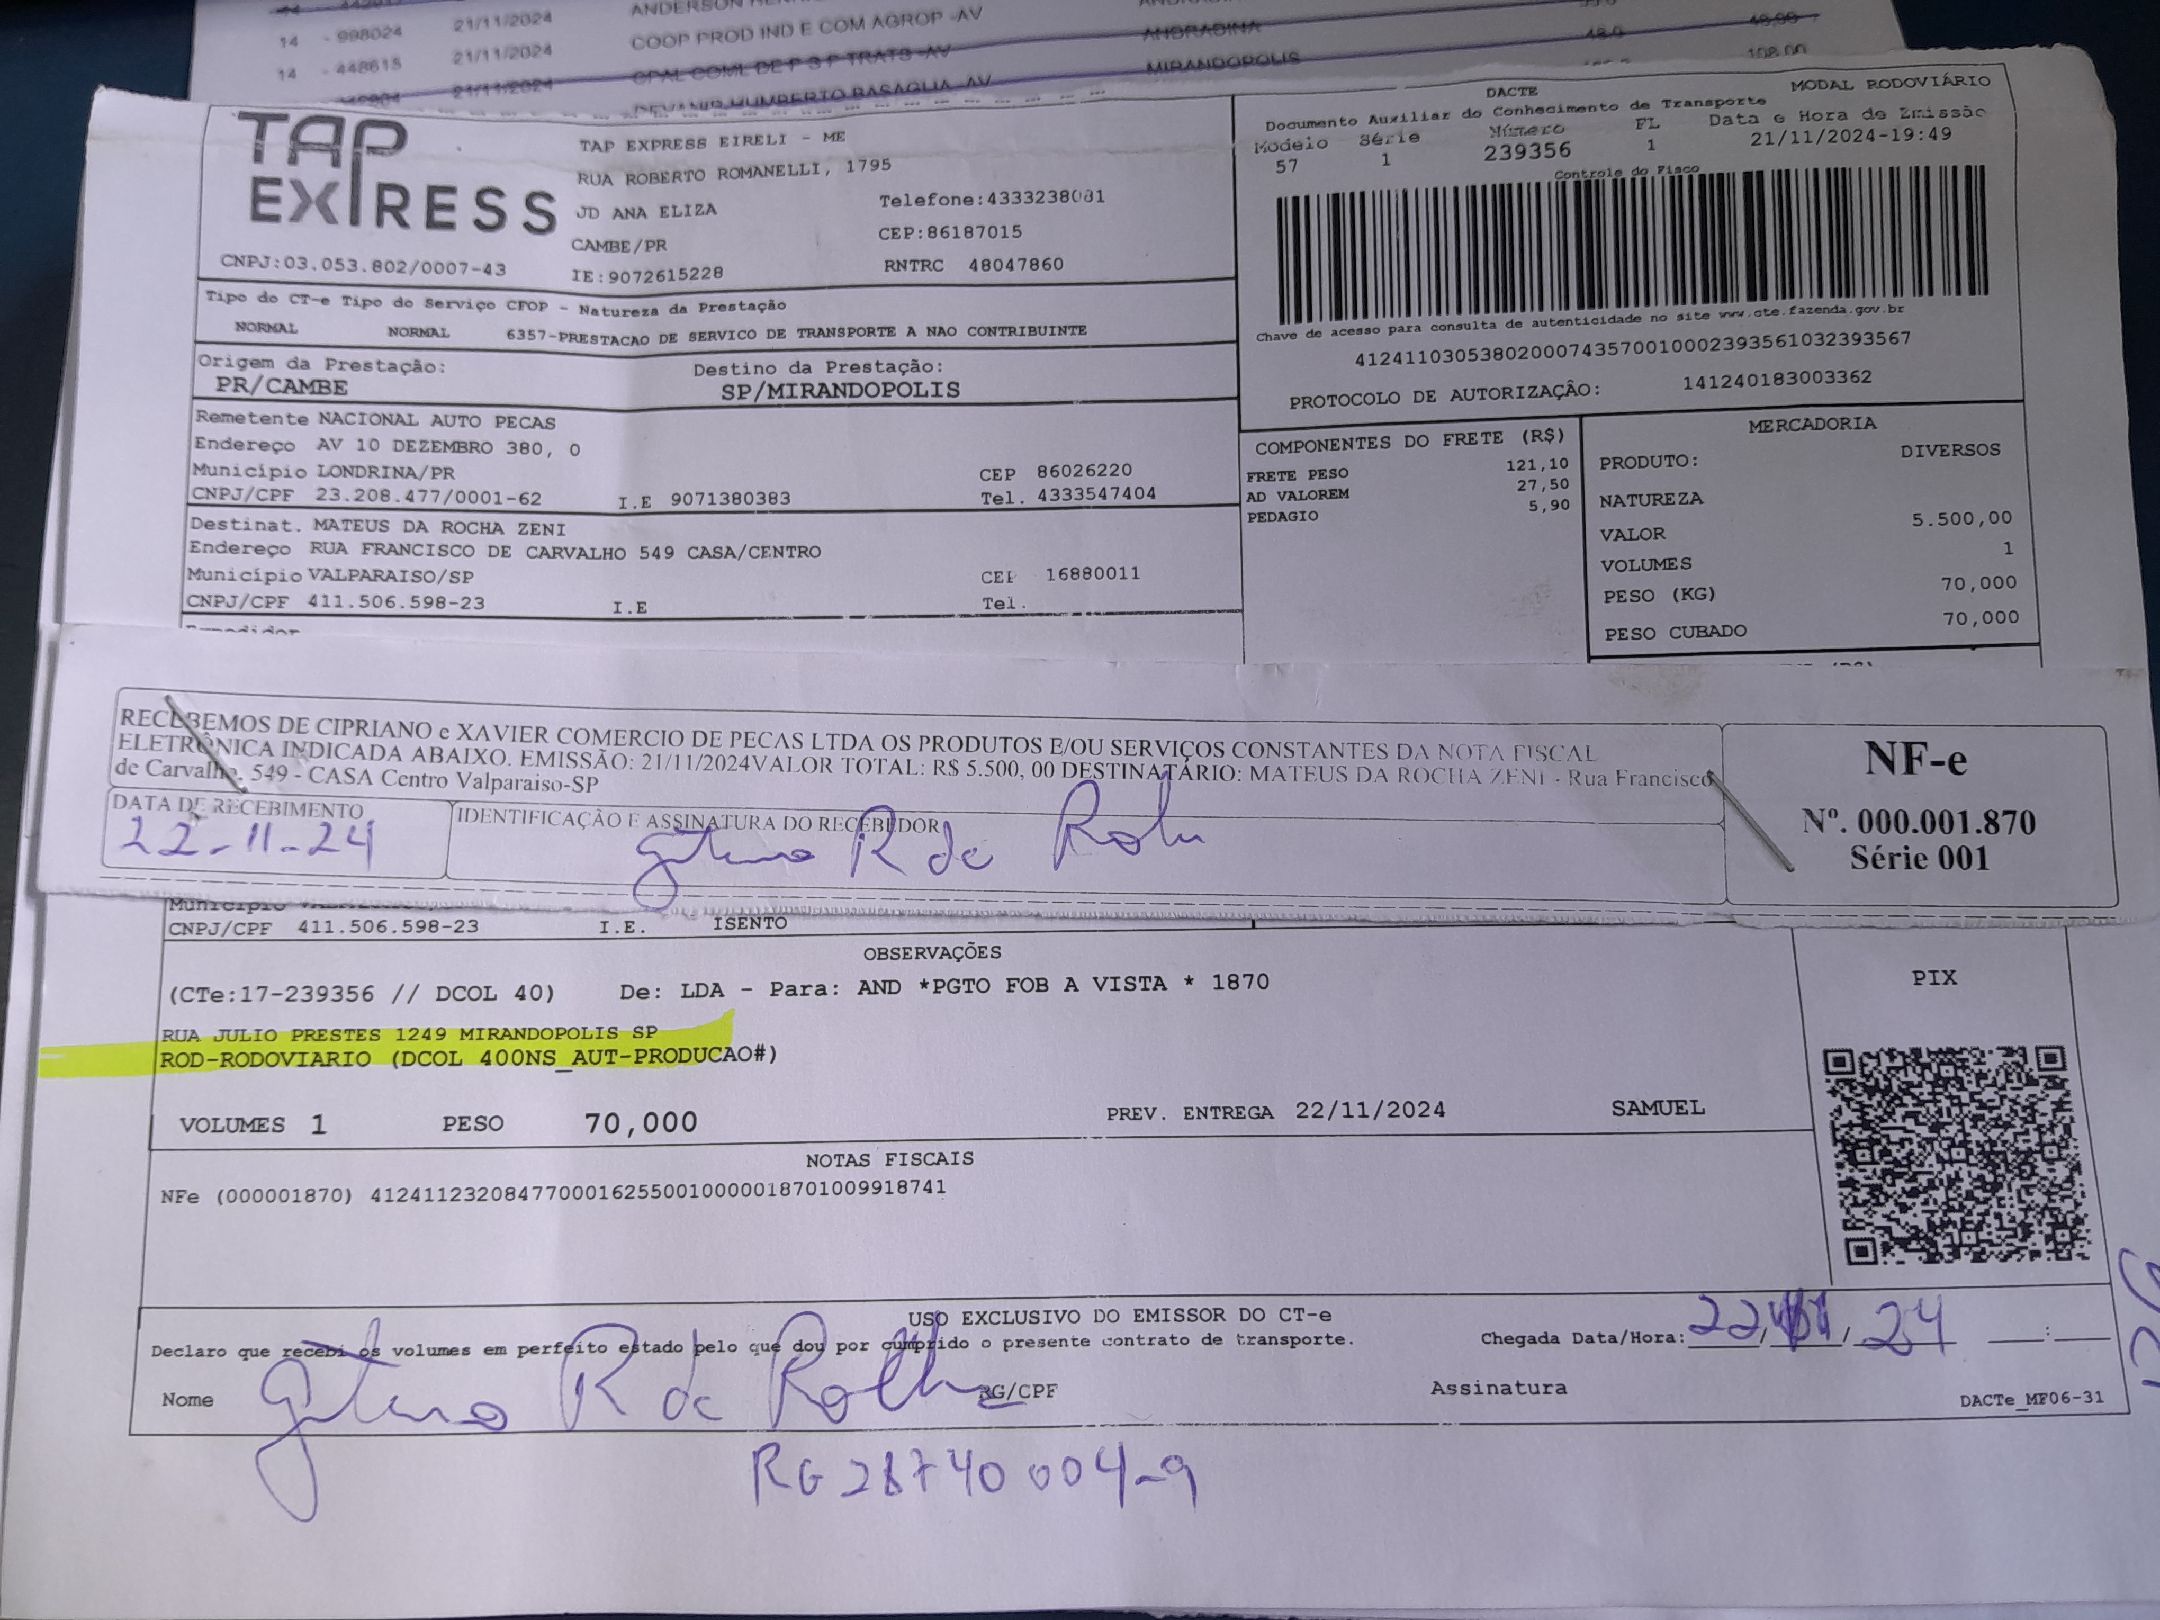 14 - 998024 21/11/2024 COOP PROD IND E COM AGROP -AV ANDRADINA
14 - 448615 21/11/2024 OPAL COML DE P S P TRATS -AV MIRANDOPOLIS 48.0 48,00
21/11/2024 DEVANIR HUMBERTO BASAGLIA -AV 108.00
TAP EXPRESS
TAP EXPRESS EIRELI - ME
RUA ROBERTO ROMANELLI, 1795
JD ANA ELIZA Telefone:4333238081
CAMBE/PR CEP:86187015
CNPJ:03.053.802/0007-43 IE:9072615228 RNTRC 48047860
DACTE MODAL RODOVIÁRIO
Documento Auxiliar do Conhecimento de Transporte
Modelo Série Número FL Data e Hora de Emissão
57 1 239356 1 21/11/2024-19:49
Controle do Fisco
Chave de acesso para consulta de autenticidade no site www.cte.fazenda.gov.br
41241103053802000743570010002393561032393567
PROTOCOLO DE AUTORIZAÇÃO: 141240183003362
Tipo do CT-e Tipo do Serviço CFOP - Natureza da Prestação
NORMAL NORMAL 6357-PRESTACAO DE SERVICO DE TRANSPORTE A NAO CONTRIBUINTE
Origem da Prestação: Destino da Prestação:
PR/CAMBE SP/MIRANDOPOLIS
Remetente NACIONAL AUTO PECAS
Endereço AV 10 DEZEMBRO 380, 0
Município LONDRINA/PR CEP 86026220
CNPJ/CPF 23.208.477/0001-62 I.E 9071380383 Tel. 4333547404
Destinat. MATEUS DA ROCHA ZENI
Endereço RUA FRANCISCO DE CARVALHO 549 CASA/CENTRO
Município VALPARAISO/SP CEP 16880011
CNPJ/CPF 411.506.598-23 I.E Tel.
Expedidor
COMPONENTES DO FRETE (R$)
FRETE PESO 121,10
AD VALOREM 27,50
PEDAGIO 5,90
MERCADORIA
PRODUTO: DIVERSOS
NATUREZA
VALOR 5.500,00
VOLUMES 1
PESO (KG) 70,000
PESO CUBADO 70,000
RECEBEMOS DE CIPRIANO e XAVIER COMERCIO DE PECAS LTDA OS PRODUTOS E/OU SERVIÇOS CONSTANTES DA NOTA FISCAL
ELETRÔNICA INDICADA ABAIXO. EMISSÃO: 21/11/2024VALOR TOTAL: R$ 5.500, 00 DESTINATÁRIO: MATEUS DA ROCHA ZENI - Rua Francisco
de Carvalho, 549 - CASA Centro Valparaiso-SP
DATA DE RECEBIMENTO IDENTIFICAÇÃO E ASSINATURA DO RECEBEDOR
22-11-24
NF-e
Nº. 000.001.870
Série 001
Município
CNPJ/CPF 411.506.598-23 I.E. ISENTO
OBSERVAÇÕES
(CTe:17-239356 // DCOL 40) De: LDA - Para: AND *PGTO FOB A VISTA * 1870
RUA JULIO PRESTES 1249 MIRANDOPOLIS SP
ROD-RODOVIARIO (DCOL 400NS_AUT-PRODUCAO#)
PIX
VOLUMES 1 PESO 70,000 PREV. ENTREGA 22/11/2024 SAMUEL
NOTAS FISCAIS
NFe (000001870) 41241123208477000162550010000018701009918741
USO EXCLUSIVO DO EMISSOR DO CT-e
Declaro que recebi os volumes em perfeito estado pelo que dou por cumprido o presente contrato de transporte. Chegada Data/Hora: 22/11/24 __:__
Nome RG/CPF Assinatura
DACTe_MF06-31
RG 28740004-9